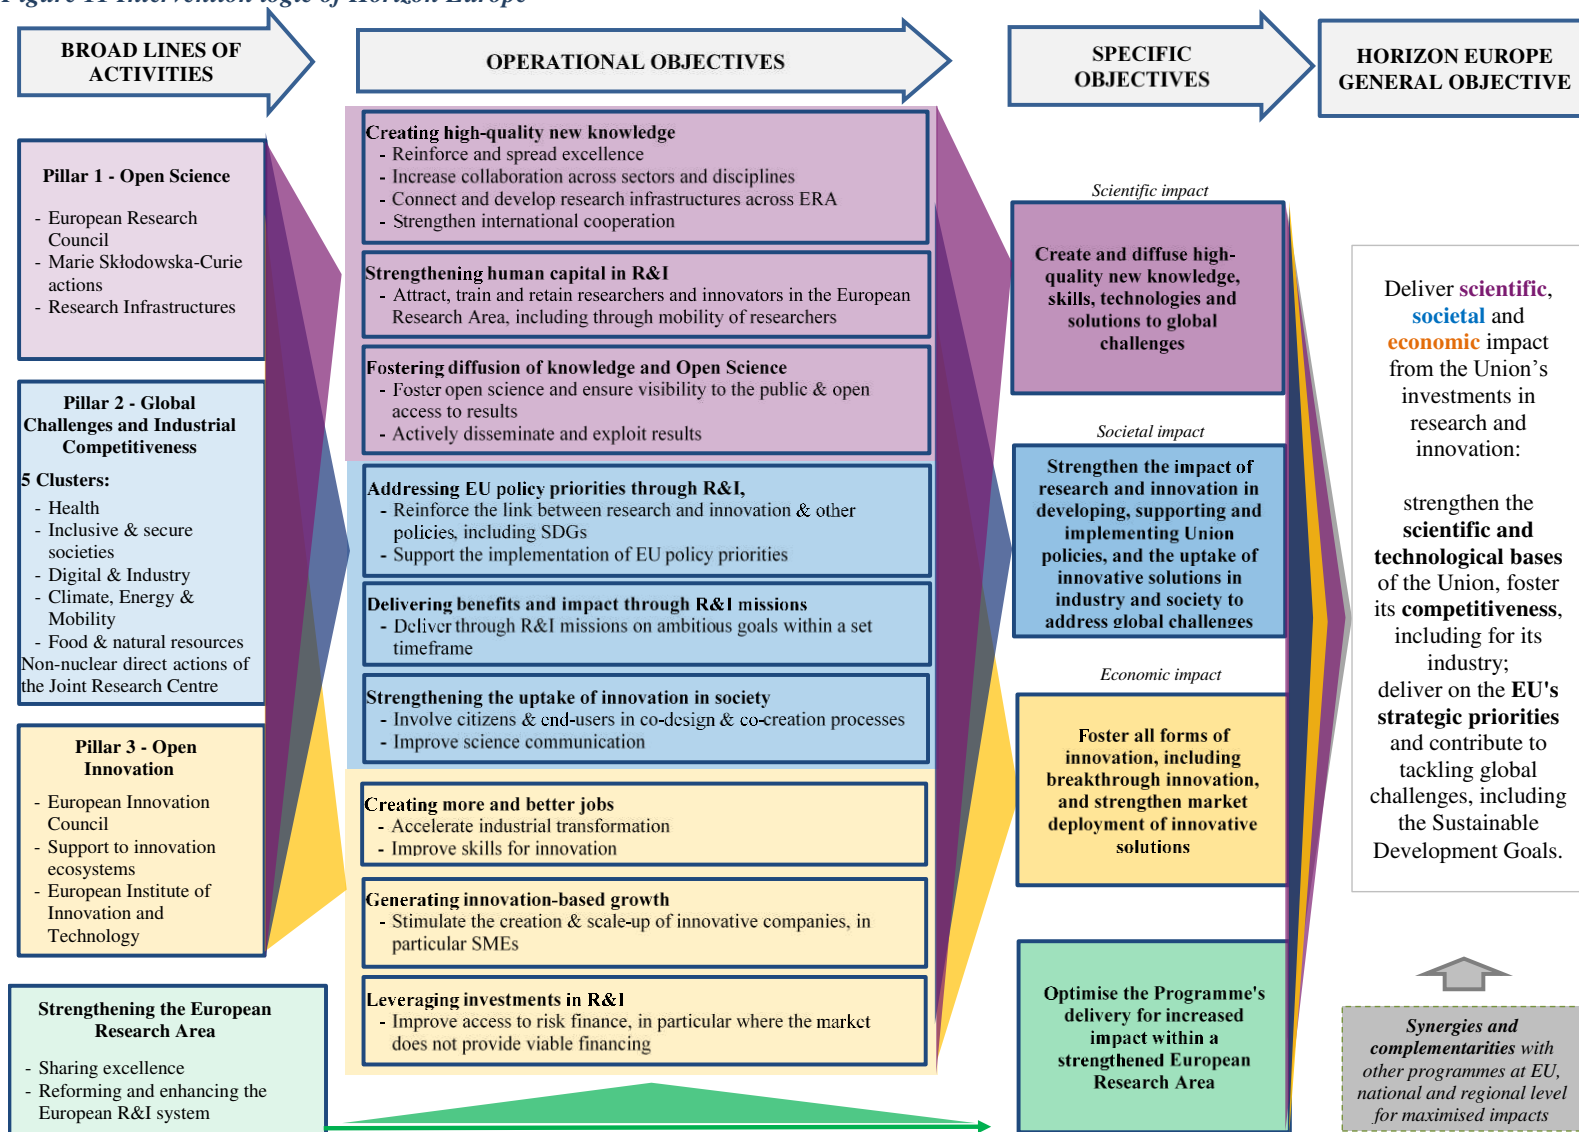 Figure 11 Intervention logic of Horizon Europe
BROAD LINES OF
ACTIVITIES
OPERATIONAL OBJECTIVES
SPECIFIC
OBJECTIVES
HORIZON EUROPE
GENERAL OBJECTIVE
Pillar 1 - Open Science
- European Research
Council
- Marie Skłodowska-Curie
actions
- Research Infrastructures
Pillar 2 - Global
Challenges and Industrial
Competitiveness
5 Clusters:
- Health
- Inclusive & secure
societies
- Digital & Industry
- Climate, Energy &
Mobility
- Food & natural resources
Non-nuclear direct actions of
the Joint Research Centre
Pillar 3 - Open
Innovation
- European Innovation
Council
- Support to innovation
ecosystems
- European Institute of
Innovation and
Technology
Strengthening the European
Research Area
- Sharing excellence
- Reforming and enhancing the
European R&I system
Creating high-quality new knowledge
- Reinforce and spread excellence
- Increase collaboration across sectors and disciplines
- Connect and develop research infrastructures across ERA
- Strengthen international cooperation
Strengthening human capital in R&I
- Attract, train and retain researchers and innovators in the European
Research Area, including through mobility of researchers
Fostering diffusion of knowledge and Open Science
- Foster open science and ensure visibility to the public & open
access to results
- Actively disseminate and exploit results
Addressing EU policy priorities through R&I,
- Reinforce the link between research and innovation & other
policies, including SDGs
- Support the implementation of EU policy priorities
Delivering benefits and impact through R&I missions
- Deliver through R&I missions on ambitious goals within a set
timeframe
Strengthening the uptake of innovation in society
- Involve citizens & end-users in co-design & co-creation processes
- Improve science communication
Creating more and better jobs
- Accelerate industrial transformation
- Improve skills for innovation
Generating innovation-based growth
- Stimulate the creation & scale-up of innovative companies, in
particular SMEs
Leveraging investments in R&I
- Improve access to risk finance, in particular where the market
does not provide viable financing
Scientific impact
Create and diffuse high-
quality new knowledge,
skills, technologies and
solutions to global
challenges
Societal impact
Strengthen the impact of
research and innovation in
developing, supporting and
implementing Union
policies, and the uptake of
innovative solutions in
industry and society to
address global challenges
Economic impact
Foster all forms of
innovation, including
breakthrough innovation,
and strengthen market
deployment of innovative
solutions
Optimise the Programme's
delivery for increased
impact within a
strengthened European
Research Area
Deliver scientific,
societal and
economic impact
from the Union’s
investments in
research and
innovation:
strengthen the
scientific and
technological bases
of the Union, foster
its competitiveness,
including for its
industry;
deliver on the EU's
strategic priorities
and contribute to
tackling global
challenges, including
the Sustainable
Development Goals.
Synergies and
complementarities with
other programmes at EU,
national and regional level
for maximised impacts